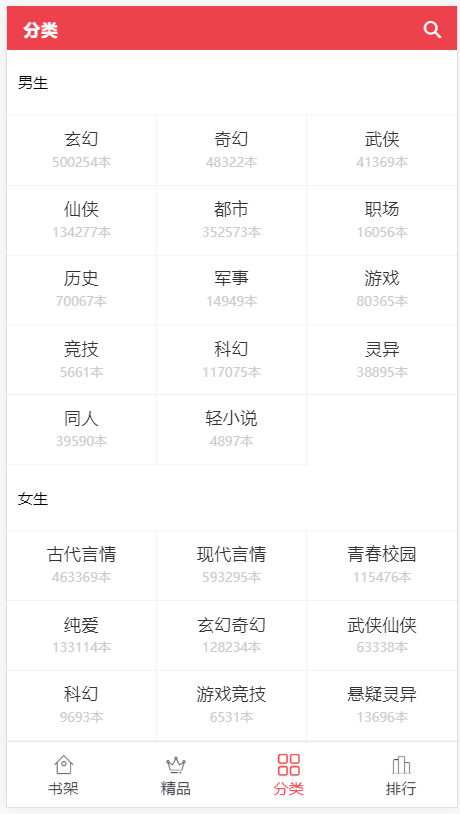 分类
男生
玄幻 奇幻 武侠
500254本 48322本 41369本
仙侠 都市 职场
134277本 352573本 16056本
历史 军事 游戏
70067本 14949本 80365本
竞技 科幻 灵异
5661本 117075本 38895本
同人 轻小说
39590本 4897本
女生
古代言情 现代言情 青春校园
463369本 593295本 115476本
纯爱 玄幻奇幻 武侠仙侠
133114本 128234本 63338本
科幻 游戏竞技 悬疑灵异
9693本 6531本 13696本
书架 精品 分类 排行